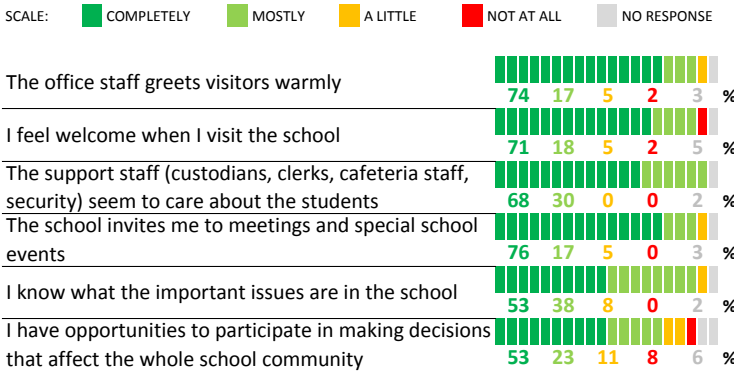 SCALE: COMPLETELY MOSTLY A LITTLE NOT AT ALL NO RESPONSE
The office staff greets visitors warmly
74 17 5 2 3 %
I feel welcome when I visit the school
71 18 5 2 5 %
The support staff (custodians, clerks, cafeteria staff,
security) seem to care about the students
68 30 0 0 2 %
The school invites me to meetings and special school
events
76 17 5 0 3 %
I know what the important issues are in the school
53 38 8 0 2 %
I have opportunities to participate in making decisions
that affect the whole school community
53 23 11 8 6 %